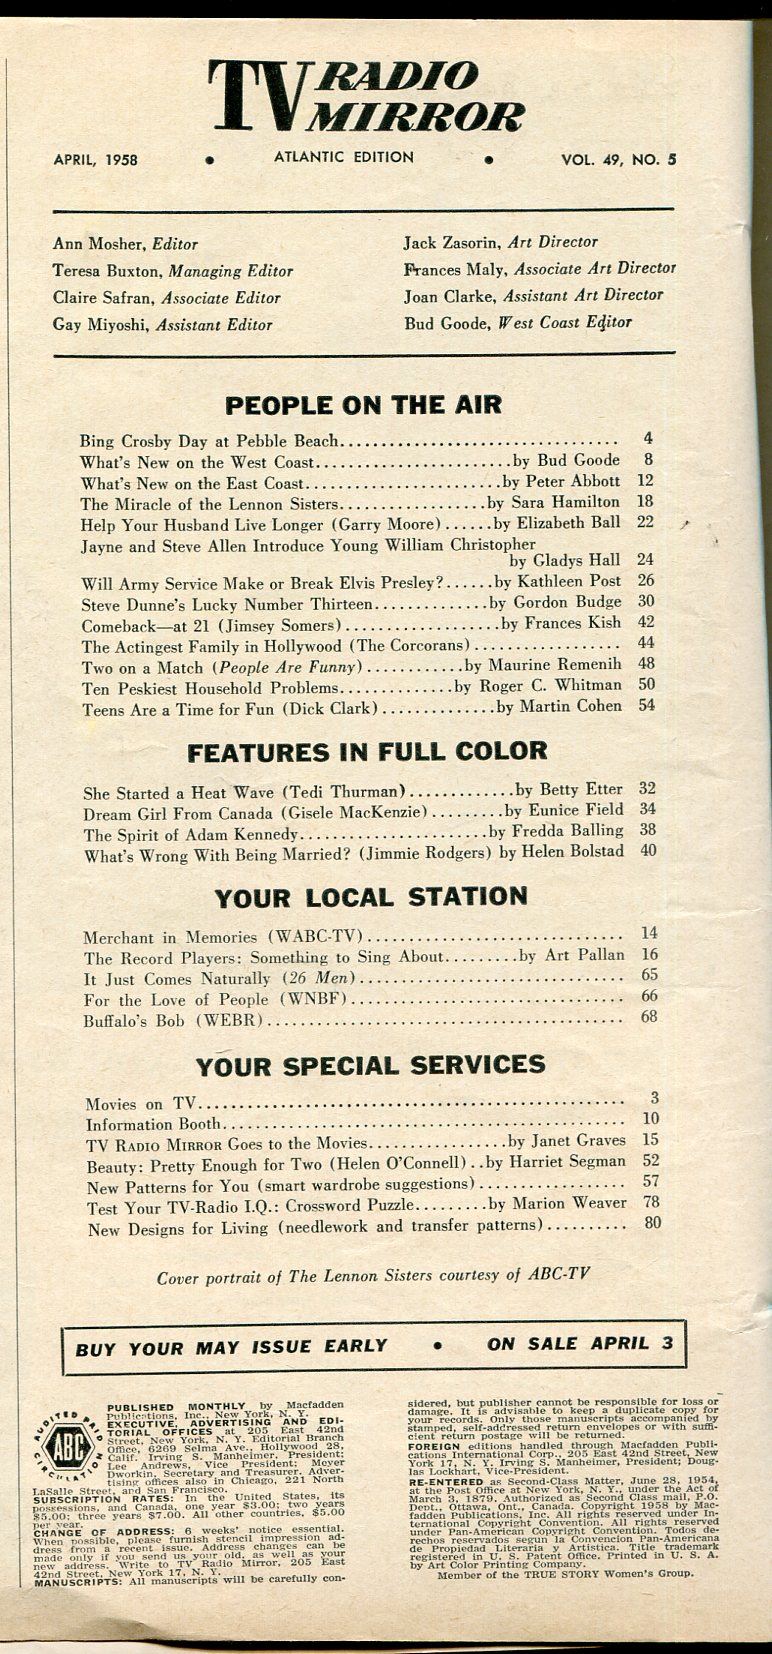 TV RADIO
MIRROR
APRIL, 1958 • ATLANTIC EDITION • VOL. 49, NO. 5
Ann Mosher, Editor
Teresa Buxton, Managing Editor
Claire Safran, Associate Editor
Gay Miyoshi, Assistant Editor
Jack Zasorin, Art Director
Frances Maly, Associate Art Director
Joan Clarke, Assistant Art Director
Bud Goode, West Coast Editor
PEOPLE ON THE AIR
Bing Crosby Day at Pebble Beach.................................. 4
What's New on the West Coast........................by Bud Goode 8
What's New on the East Coast........................by Peter Abbott 12
The Miracle of the Lennon Sisters..................by Sara Hamilton 18
Help Your Husband Live Longer (Garry Moore)......by Elizabeth Ball 22
Jayne and Steve Allen Introduce Young William Christopher
by Gladys Hall 24
Will Army Service Make or Break Elvis Presley?......by Kathleen Post 26
Steve Dunne's Lucky Number Thirteen..............by Gordon Budge 30
Comeback—at 21 (Jimsey Somers)...................by Frances Kish 42
The Actingest Family in Hollywood (The Corcorans).................. 44
Two on a Match (People Are Funny)............by Maurine Remenih 48
Ten Peskiest Household Problems..............by Roger C. Whitman 50
Teens Are a Time for Fun (Dick Clark)..............by Martin Cohen 54
FEATURES IN FULL COLOR
She Started a Heat Wave (Tedi Thurman).............by Betty Etter 32
Dream Girl From Canada (Gisele MacKenzie).........by Eunice Field 34
The Spirit of Adam Kennedy.......................by Fredda Balling 38
What's Wrong With Being Married? (Jimmie Rodgers) by Helen Bolstad 40
YOUR LOCAL STATION
Merchant in Memories (WABC-TV)............................... 14
The Record Players: Something to Sing About.........by Art Pallan 16
It Just Comes Naturally (26 Men)................................ 65
For the Love of People (WNBF).................................. 66
Buffalo's Bob (WEBR)............................................ 68
YOUR SPECIAL SERVICES
Movies on TV.................................................... 3
Information Booth................................................. 10
TV RADIO MIRROR Goes to the Movies.................by Janet Graves 15
Beauty: Pretty Enough for Two (Helen O'Connell)..by Harriet Segman 52
New Patterns for You (smart wardrobe suggestions).................. 57
Test Your TV-Radio I.Q.: Crossword Puzzle.........by Marion Weaver 78
New Designs for Living (needlework and transfer patterns).......... 80
Cover portrait of The Lennon Sisters courtesy of ABC-TV
BUY YOUR MAY ISSUE EARLY • ON SALE APRIL 3
AUDITED PAID CIRCULATION
ABC
PUBLISHED MONTHLY by Macfadden
Publications, Inc., New York, N. Y.
EXECUTIVE, ADVERTISING AND EDI-
TORIAL OFFICES at 205 East 42nd
Street, New York, N. Y. Editorial Branch
Office, 6269 Selma Ave., Hollywood 28,
Calif. Irving S. Manheimer, President;
Lee Andrews, Vice President; Meyer
Dworkin, Secretary and Treasurer. Adver-
tising offices also in Chicago, 221 North
LaSalle Street, and San Francisco.
SUBSCRIPTION RATES: In the United States, its
possessions, and Canada, one year $3.00; two years
$5.00; three years $7.00. All other countries, $5.00
per year.
CHANGE OF ADDRESS: 6 weeks' notice essential.
When possible, please furnish stencil impression ad-
dress from a recent issue. Address changes can be
made only if you send us your old, as well as your
new address. Write to TV Radio Mirror, 205 East
42nd Street, New York 17, N. Y.
MANUSCRIPTS: All manuscripts will be carefully con-
sidered, but publisher cannot be responsible for loss or
damage. It is advisable to keep a duplicate copy for
your records. Only those manuscripts accompanied by
stamped, self-addressed return envelopes or with suffi-
cient return postage will be returned.
FOREIGN editions handled through Macfadden Publi-
cations International Corp., 205 East 42nd Street, New
York 17, N. Y. Irving S. Manheimer, President; Doug-
las Lockhart, Vice-President.
RE-ENTERED as Second-Class Matter, June 28, 1954,
at the Post Office at New York, N. Y., under the Act of
March 3, 1879. Authorized as Second Class mail, P.O.
Dept., Ottawa, Ont., Canada. Copyright 1958 by Mac-
fadden Publications, Inc. All rights reserved under In-
ternational Copyright Convention. All rights reserved
under Pan-American Copyright Convention. Todos de-
rechos reservados segun la Convencion Pan-Americana
de Propiedad Literaria y Artistica. Title trademark
registered in U. S. Patent Office. Printed in U. S. A.
by Art Color Printing Company.
Member of the TRUE STORY Women's Group.